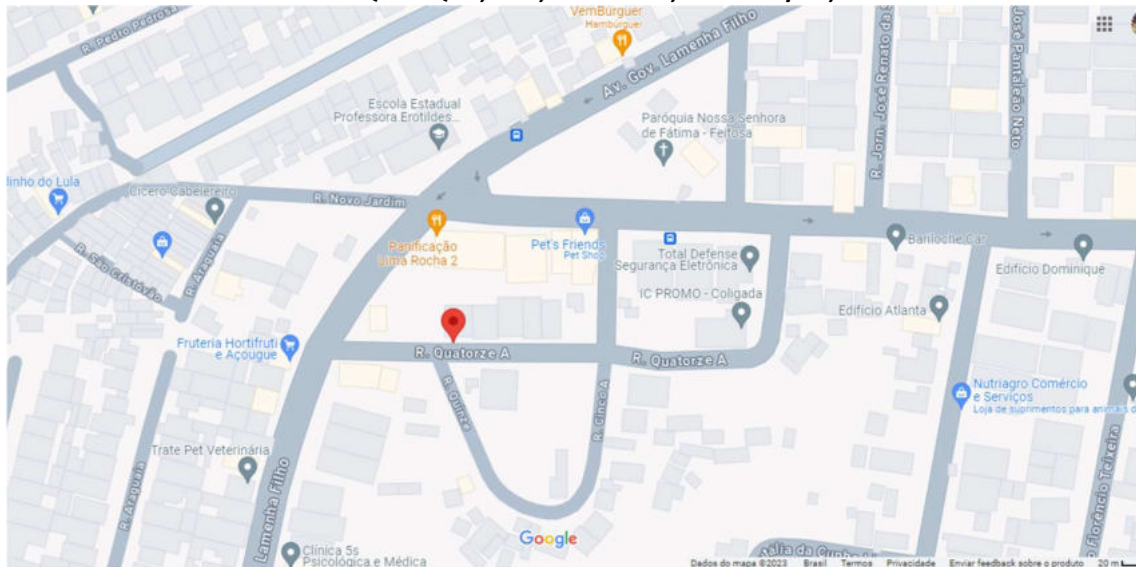 VemBurguer
Hambúrguer
R. Pedro Pedrosa
Av. Gov. Lamenha Filho
Escola Estadual
Professora Erotildes...
Paróquia Nossa Senhora
de Fátima - Feitosa
R. Jorn. José Renato da S
José Pantaleão Neto
linho do Lula
Cicero Cabelereiro
R. Novo Jardim
Panificação
Lima Rocha 2
Pet's Friends
Pet Shop
Total Defense
Segurança Eletrônica
Bariloche Car
Edifício Dominique
R. São Cristóvão
R. Araguaia
IC PROMO - Coligada
Edifício Atlanta
Fruteria Hortifruti
e Açougue
R. Quatorze A
R. Quatorze A
R. Quinze
R. Cinco A
Nutriagro Comércio
e Serviços
Loja de suprimentos para animais d
Trate Pet Veterinária
R. Araguaia
Lamenha Filho
o Florêncio Teixeira
Google
Clínica 5s
Psicológica e Médica
Dados do mapa ©2023 Brasil Termos Privacidade Enviar feedback sobre o produto 20 m